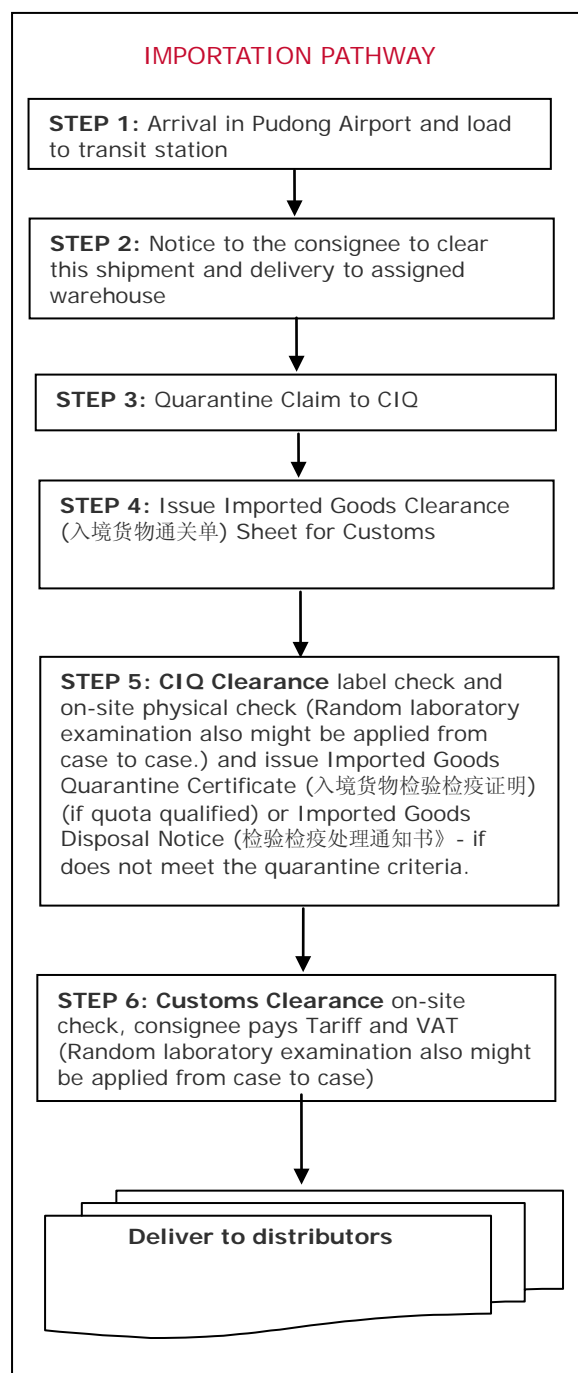 IMPORTATION PATHWAY
STEP 1: Arrival in Pudong Airport and load
to transit station
STEP 2: Notice to the consignee to clear
this shipment and delivery to assigned
warehouse
STEP 3: Quarantine Claim to CIQ
STEP 4: Issue Imported Goods Clearance
(入境货物通关单) Sheet for Customs
STEP 5: CIQ Clearance label check and
on-site physical check (Random laboratory
examination also might be applied from
case to case.) and issue Imported Goods
Quarantine Certificate (入境货物检验检疫证明)
(if quota qualified) or Imported Goods
Disposal Notice (检验检疫处理通知书》- if
does not meet the quarantine criteria.
STEP 6: Customs Clearance on-site
check, consignee pays Tariff and VAT
(Random laboratory examination also might
be applied from case to case)
Deliver to distributors